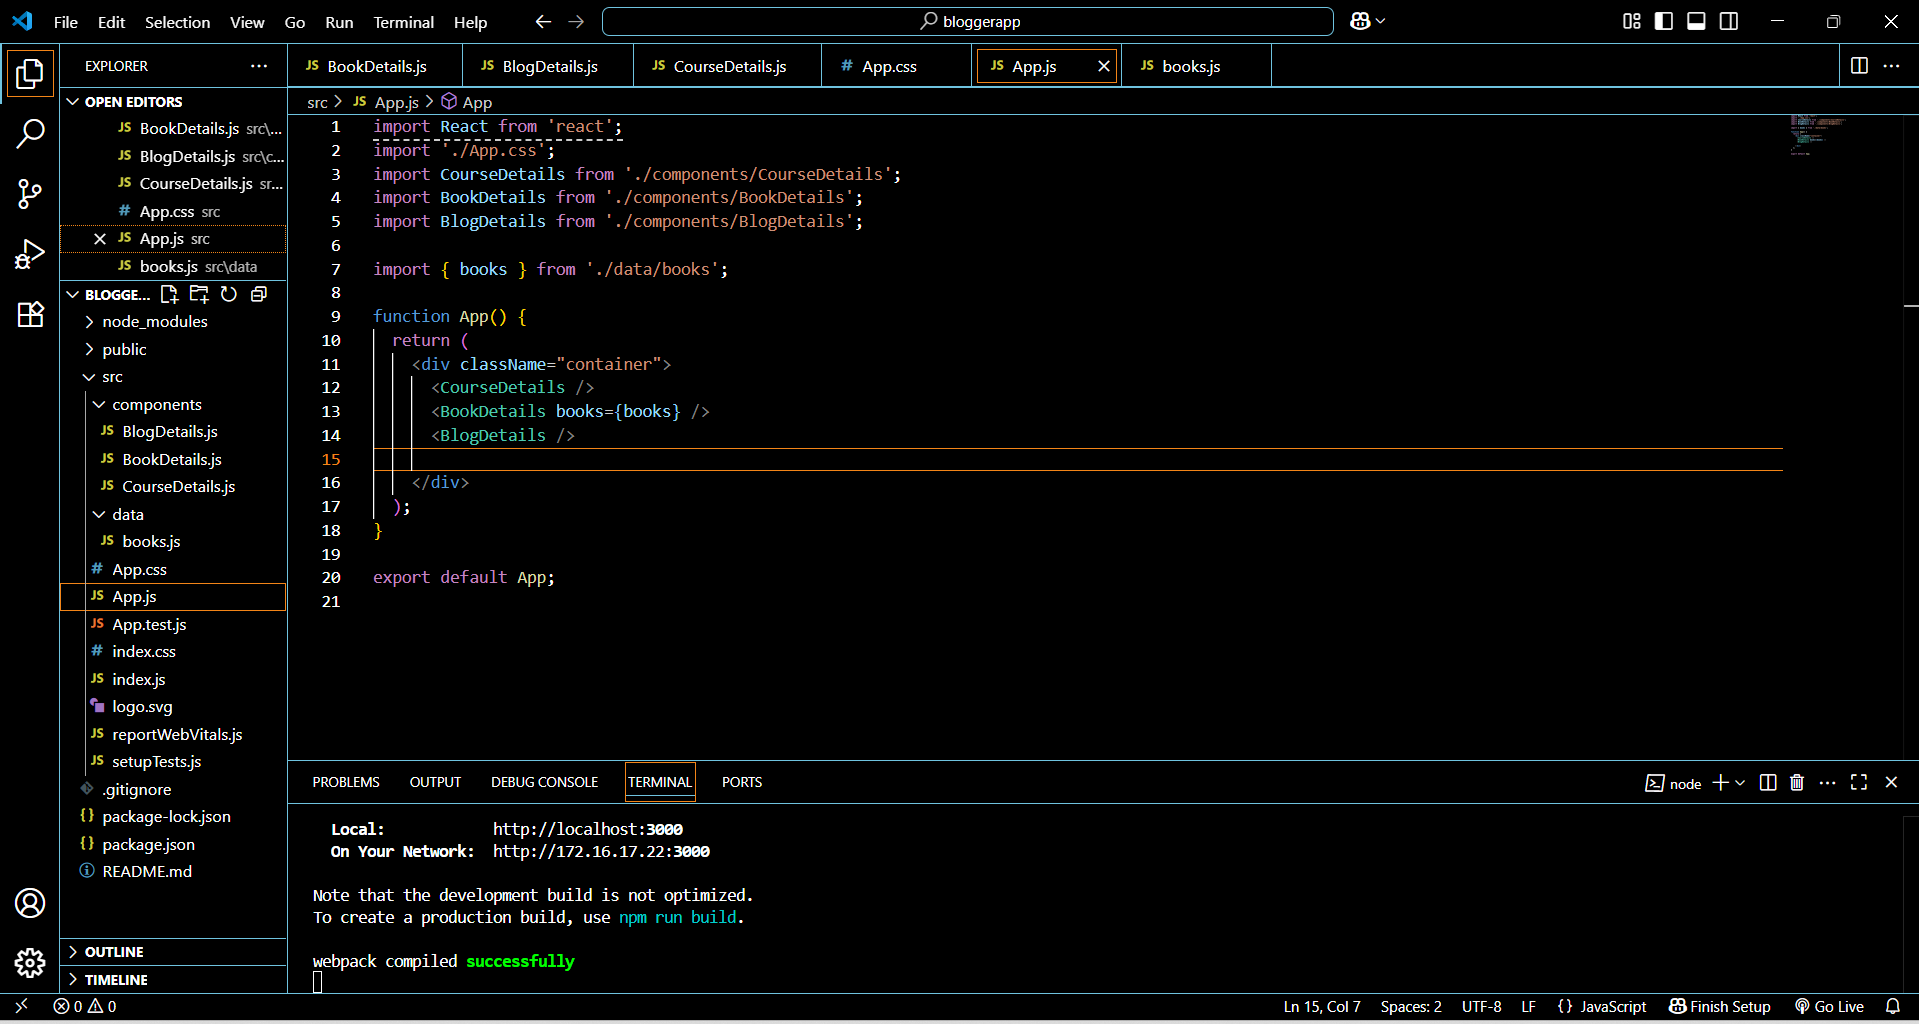 File Edit Selection View Go Run Terminal Help
bloggerapp
EXPLORER
OPEN EDITORS
JS BookDetails.js src\...
JS BlogDetails.js src\c...
JS CourseDetails.js sr...
# App.css src
JS App.js src
JS books.js src\data
BLOGGE...
node_modules
public
src
components
JS BlogDetails.js
JS BookDetails.js
JS CourseDetails.js
data
JS books.js
# App.css
JS App.js
JS App.test.js
# index.css
JS index.js
logo.svg
JS reportWebVitals.js
JS setupTests.js
.gitignore
{} package-lock.json
{} package.json
README.md
OUTLINE
TIMELINE
JS BookDetails.js JS BlogDetails.js JS CourseDetails.js # App.css JS App.js JS books.js
src > JS App.js > App
1 import React from 'react';
2 import './App.css';
3 import CourseDetails from './components/CourseDetails';
4 import BookDetails from './components/BookDetails';
5 import BlogDetails from './components/BlogDetails';
6
7 import { books } from './data/books';
8
9 function App() {
10 return (
11 <div className="container">
12 <CourseDetails />
13 <BookDetails books={books} />
14 <BlogDetails />
15
16 </div>
17 );
18 }
19
20 export default App;
21
PROBLEMS OUTPUT DEBUG CONSOLE TERMINAL PORTS
node
Local: http://localhost:3000
On Your Network: http://172.16.17.22:3000
Note that the development build is not optimized.
To create a production build, use npm run build.
webpack compiled successfully
0 0
Ln 15, Col 7 Spaces: 2 UTF-8 LF {} JavaScript Finish Setup Go Live